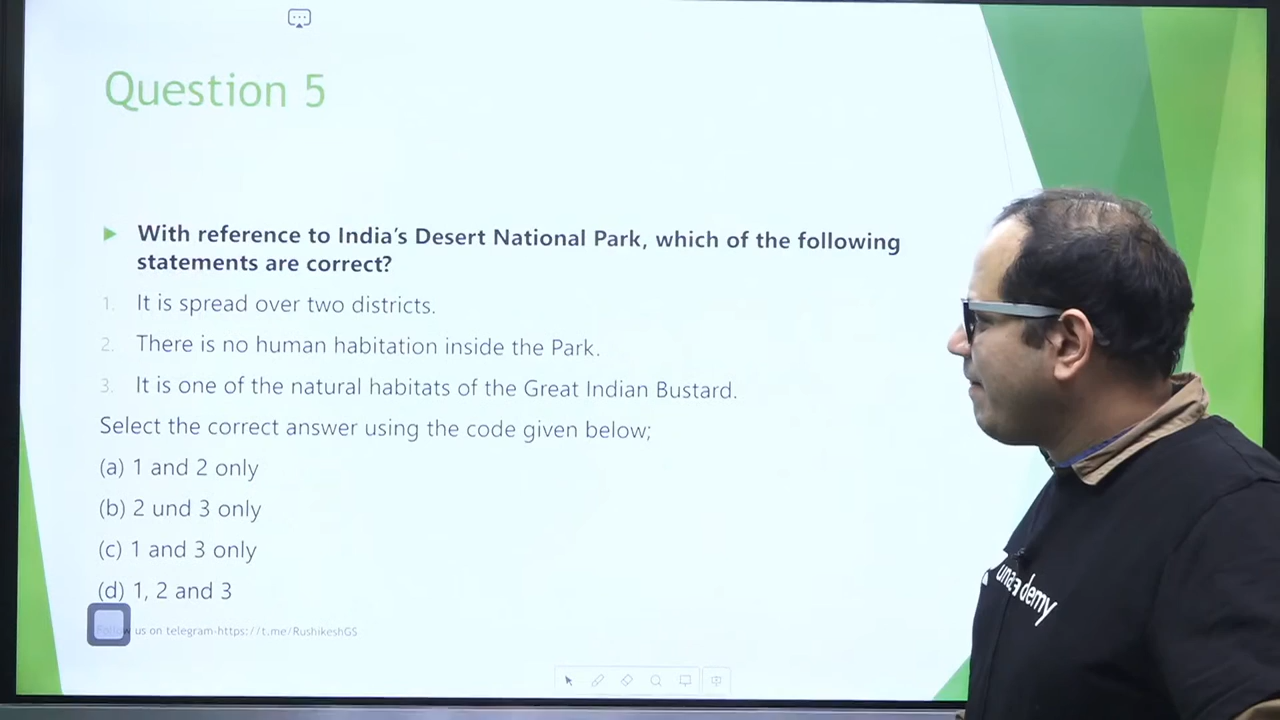 Question 5
With reference to India's Desert National Park, which of the following
statements are correct?
1. It is spread over two districts.
2. There is no human habitation inside the Park.
3. It is one of the natural habitats of the Great Indian Bustard.
Select the correct answer using the code given below;
(a) 1 and 2 only
(b) 2 und 3 only
(c) 1 and 3 only
(d) 1, 2 and 3
Follow us on telegram-https://t.me/RushikeshGS
unacademy